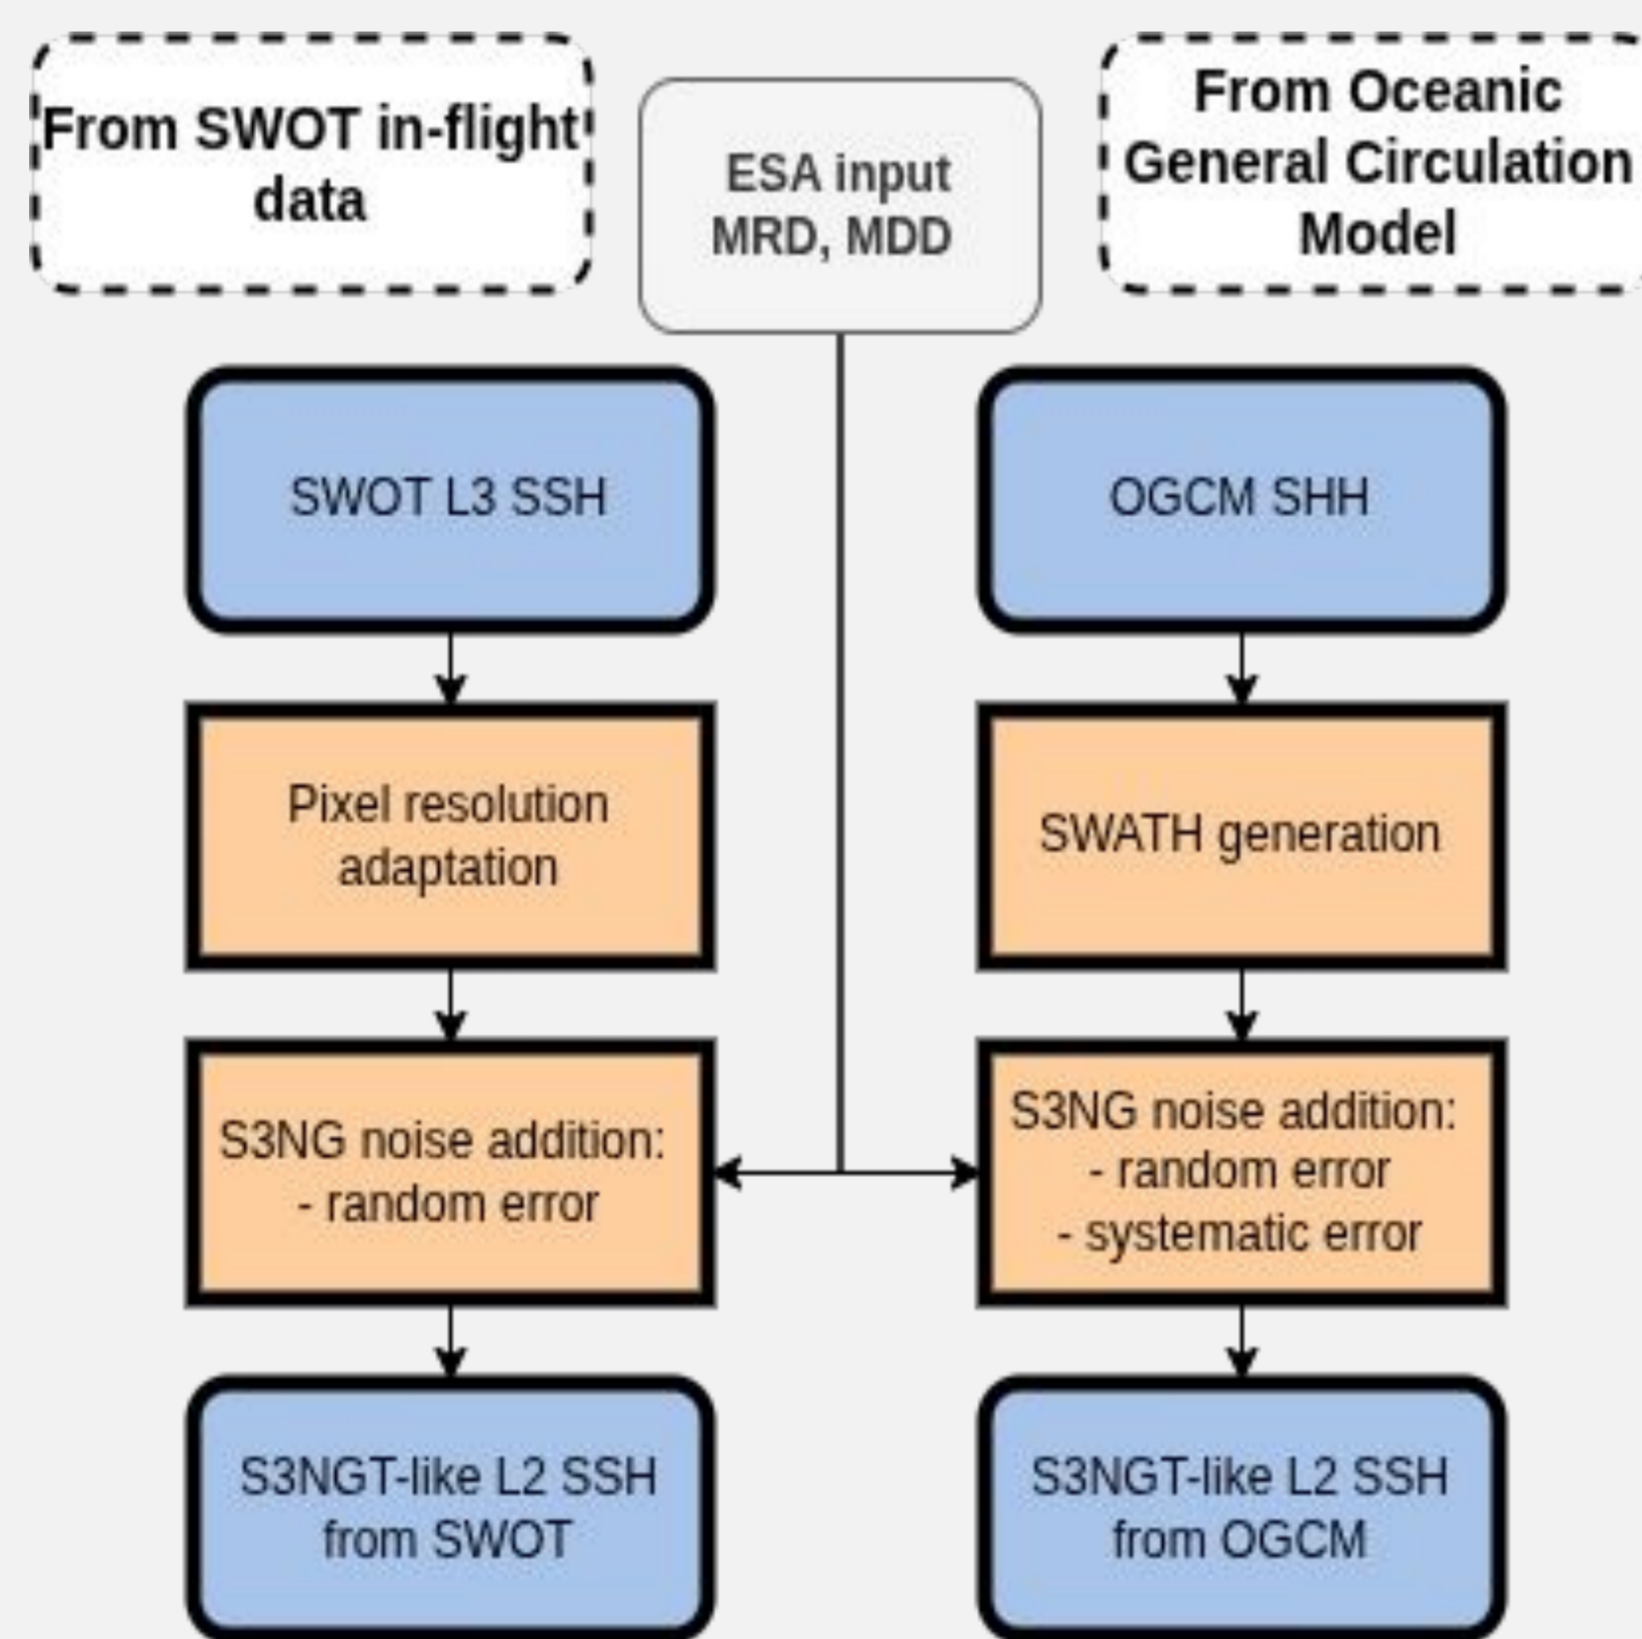 From SWOT in-flight
data
ESA input
MRD, MDD
From Oceanic
General Circulation
Model
SWOT L3 SSH
OGCM SHH
Pixel resolution
adaptation
SWATH generation
S3NG noise addition:
- random error
S3NG noise addition:
- random error
- systematic error
S3NGT-like L2 SSH
from SWOT
S3NGT-like L2 SSH
from OGCM